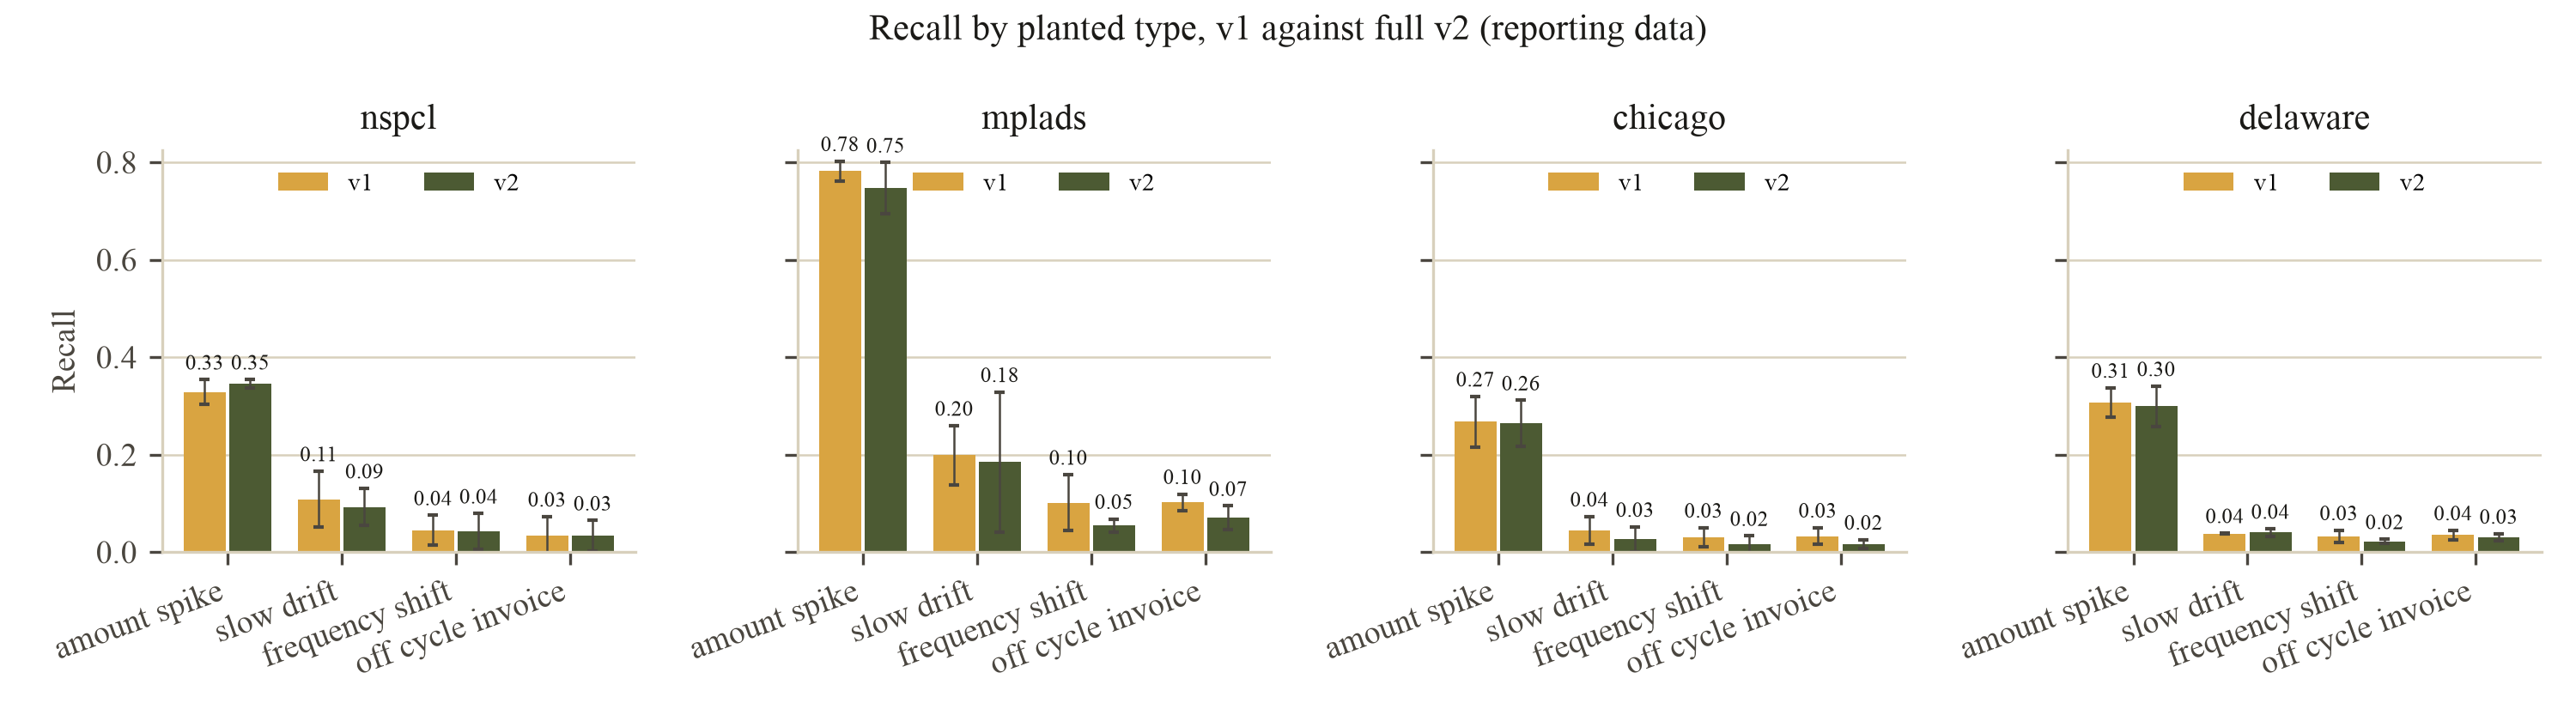 Recall by planted type, v1 against full v2 (reporting data)
nspcl
v1 v2
Recall
0.8
0.6
0.4
0.2
0.0
0.33 0.35
0.11 0.09
0.04 0.04
0.03 0.03
amount spike
slow drift
frequency shift
off cycle invoice
mplads
v1 v2
0.78 0.75
0.20 0.18
0.10 0.05
0.10 0.07
amount spike
slow drift
frequency shift
off cycle invoice
chicago
v1 v2
0.27 0.26
0.04 0.03
0.03 0.02
0.03 0.02
amount spike
slow drift
frequency shift
off cycle invoice
delaware
v1 v2
0.31 0.30
0.04 0.04
0.03 0.02
0.04 0.03
amount spike
slow drift
frequency shift
off cycle invoice